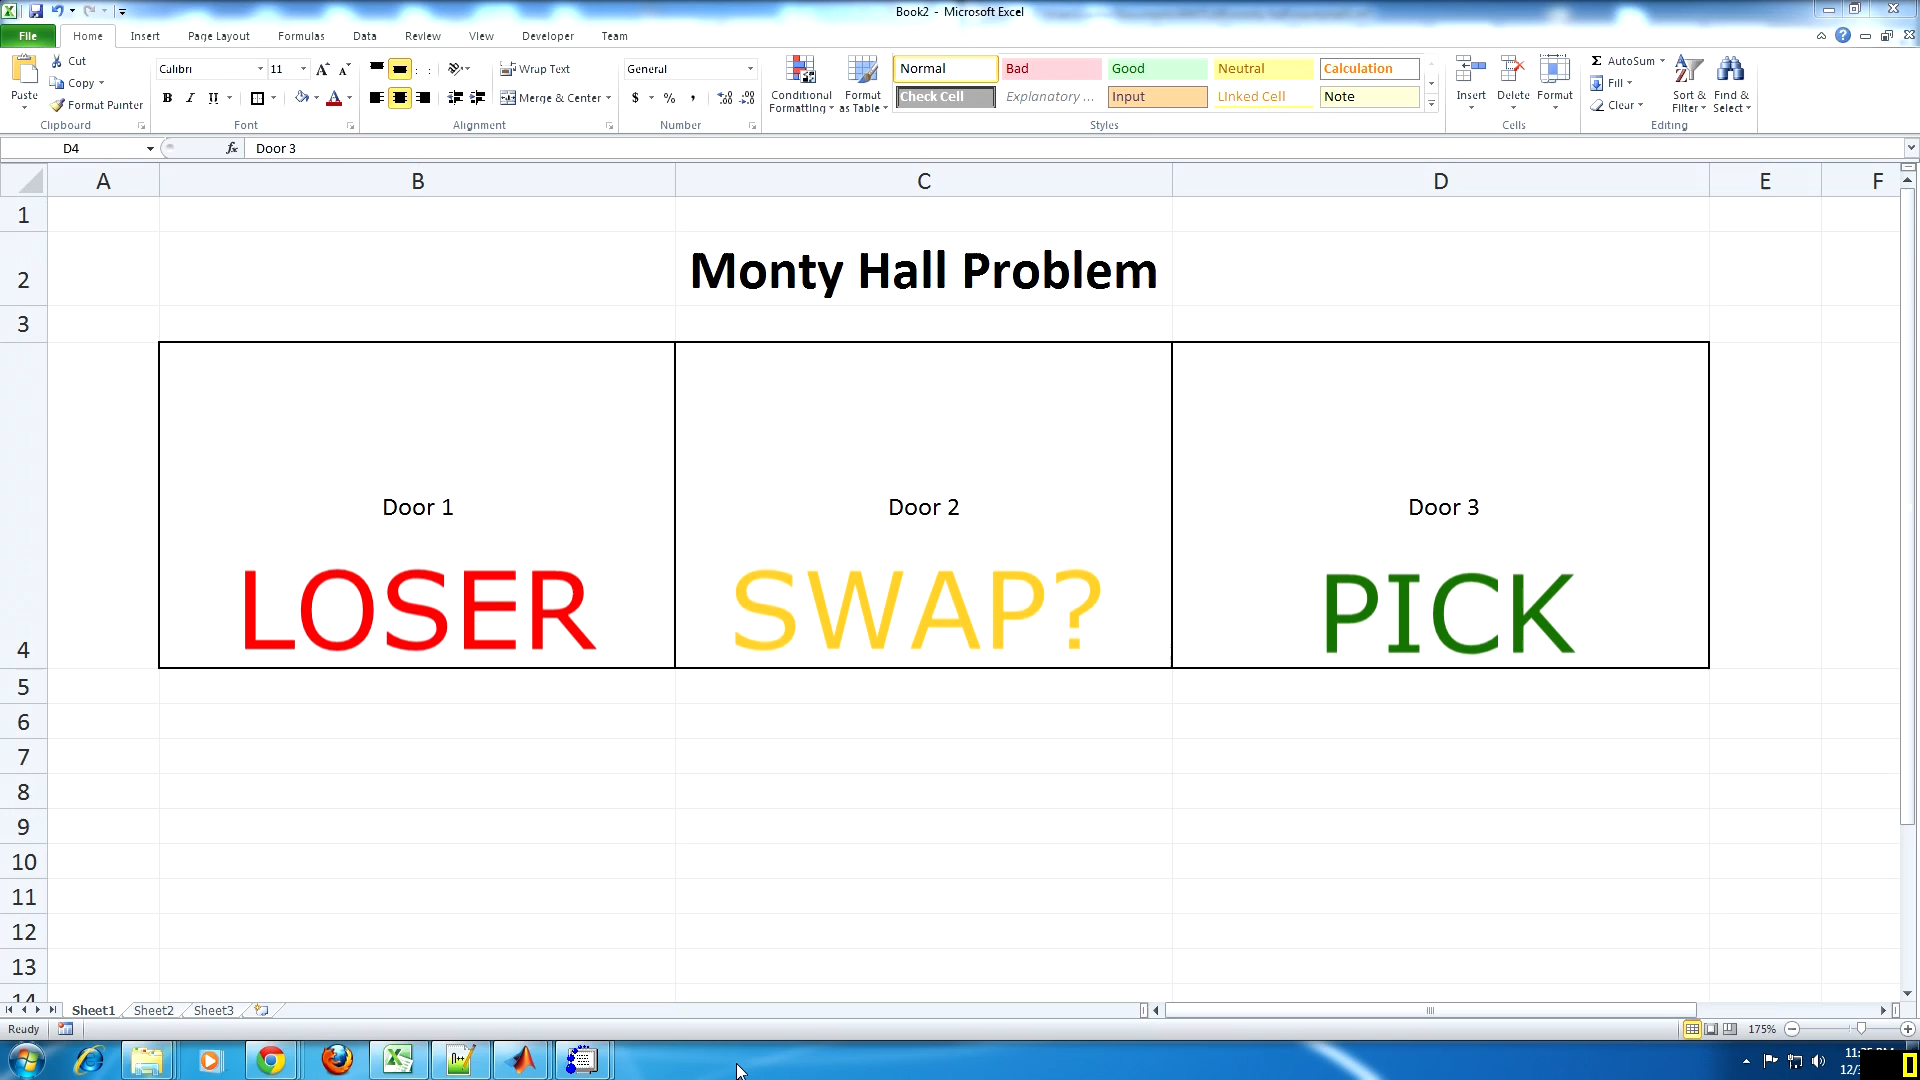 Book2 - Microsoft Excel
File Home Insert Page Layout Formulas Data Review View Developer Team
Paste Cut Copy Format Painter Clipboard
Calibri 11 Font
Wrap Text Merge & Center Alignment
General $ % , Number
Conditional Formatting Format as Table
Normal Bad Good Neutral Calculation
Check Cell Explanatory ... Input Linked Cell Note
Styles
Insert Delete Format Cells
Σ AutoSum Fill Clear Sort & Filter Find & Select Editing
D4 fx Door 3
A B C D E F
1
2 Monty Hall Problem
3
Door 1 Door 2 Door 3
LOSER SWAP? PICK
4
5
6
7
8
9
10
11
12
13
14
Sheet1 Sheet2 Sheet3
Ready 175%